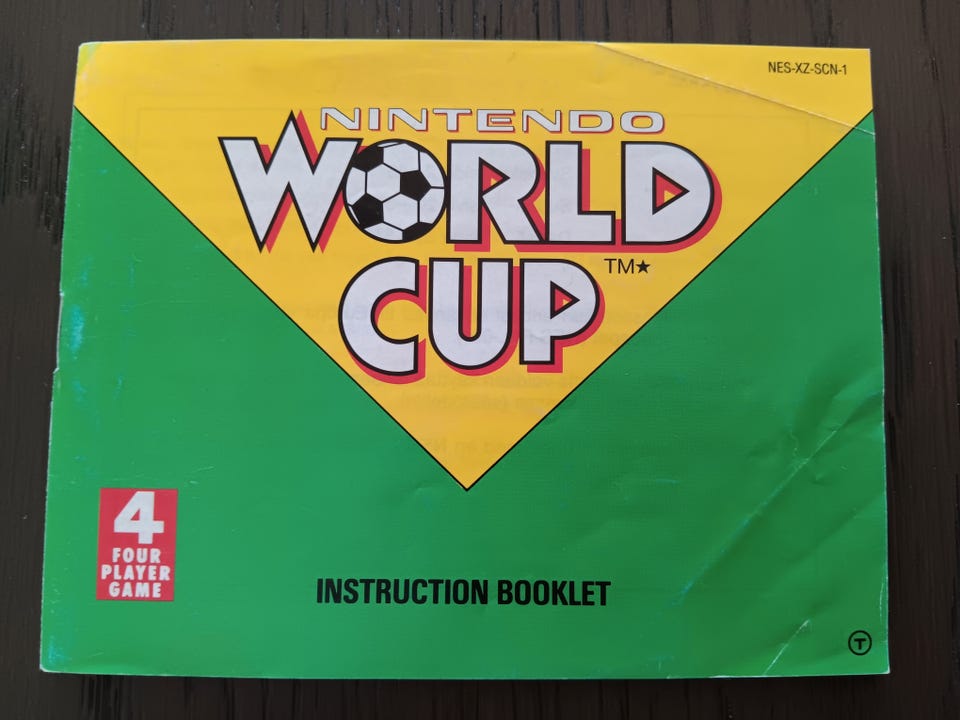 NES-XZ-SCN-1
NINTENDO
WORLD
CUP TM★
4
FOUR
PLAYER
GAME
INSTRUCTION BOOKLET
T